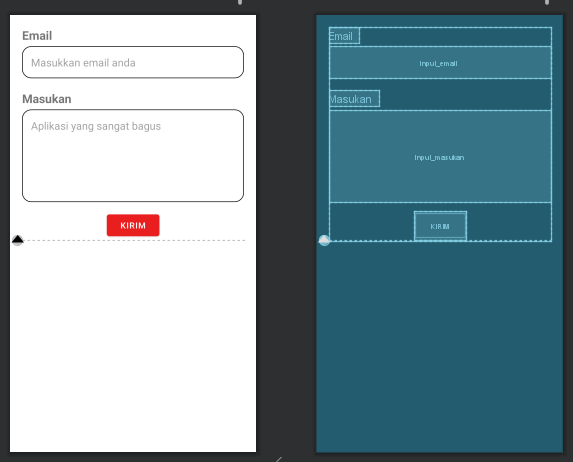 Email
Masukkan email anda
Masukan
Aplikasi yang sangat bagus
KIRIM
Email
input_email
Masukan
input_masukan
KIRIM